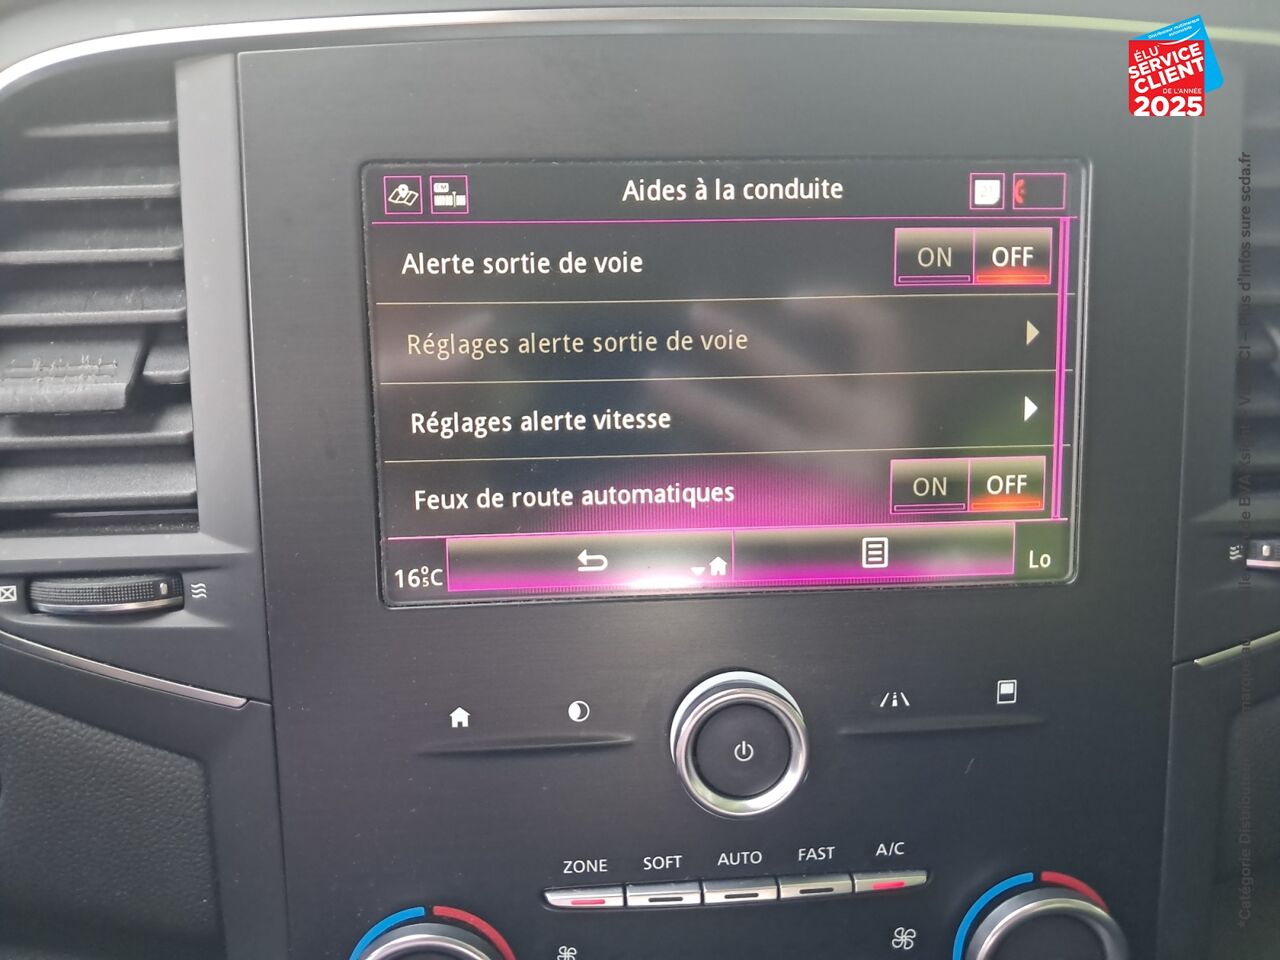 ÉLU
SERVICE
CLIENT
DE L'ANNÉE
2025
Aides à la conduite
Alerte sortie de voie
ON OFF
Réglages alerte sortie de voie
Réglages alerte vitesse
Feux de route automatiques
ON OFF
16°5C
Lo
ZONE SOFT AUTO FAST A/C